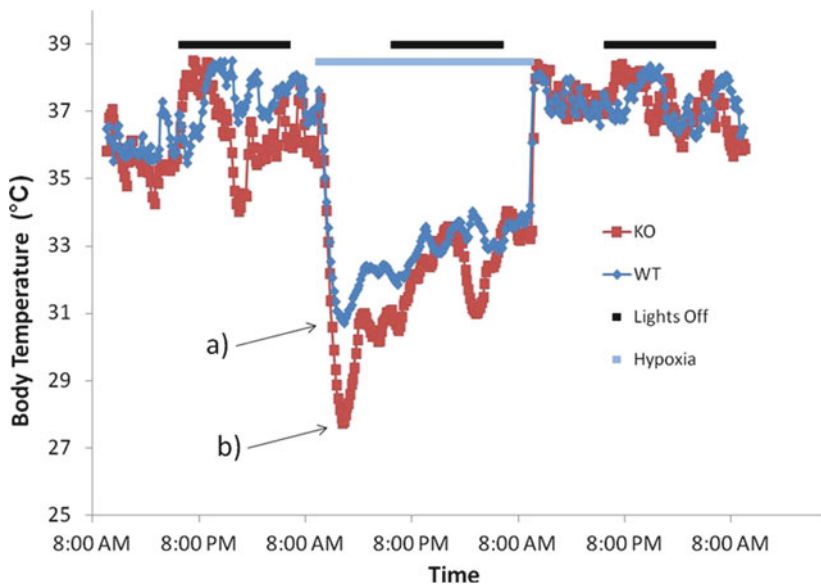 39
37
35
33
31
29
27
25
Body Temperature (°C)
a)
b)
KO
WT
Lights Off
Hypoxia
8:00 AM 8:00 PM 8:00 AM 8:00 PM 8:00 AM 8:00 PM 8:00 AM
Time